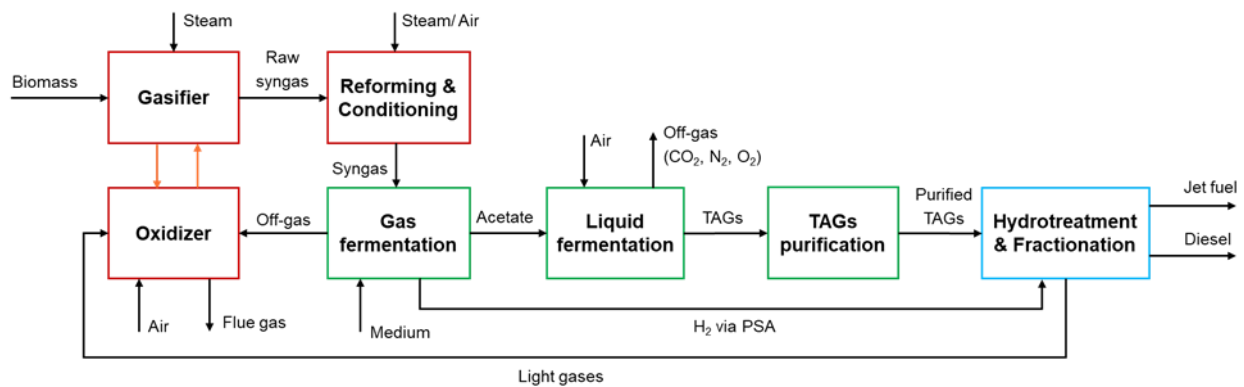 Steam
Steam/ Air
Biomass
Gasifier
Raw
syngas
Reforming &
Conditioning
Syngas
Air
Off-gas
(CO₂, N₂, O₂)
Oxidizer
Off-gas
Gas
fermentation
Acetate
Liquid
fermentation
TAGs
TAGs
purification
Purified
TAGs
Hydrotreatment
& Fractionation
Jet fuel
Diesel
Air
Flue gas
Medium
H₂ via PSA
Light gases